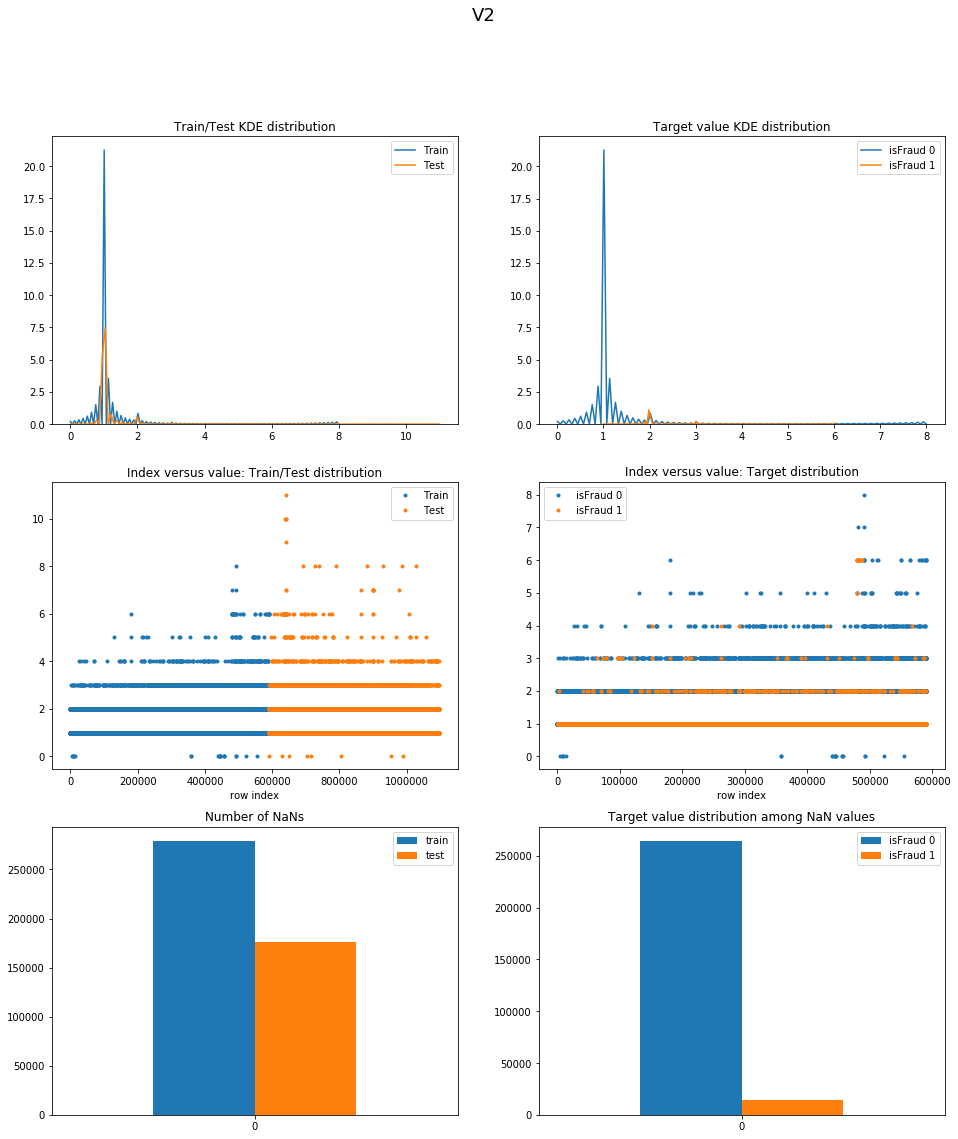 V2
Train/Test KDE distribution
Train
Test
20.0
17.5
15.0
12.5
10.0
7.5
5.0
2.5
0.0
0 2 4 6 8 10
Target value KDE distribution
isFraud 0
isFraud 1
20.0
17.5
15.0
12.5
10.0
7.5
5.0
2.5
0.0
0 1 2 3 4 5 6 7 8
Index versus value: Train/Test distribution
Train
Test
10
8
6
4
2
0
0 200000 400000 600000 800000 1000000
row index
Index versus value: Target distribution
isFraud 0
isFraud 1
8
7
6
5
4
3
2
1
0
0 100000 200000 300000 400000 500000 600000
row index
Number of NaNs
train
test
250000
200000
150000
100000
50000
0
0
Target value distribution among NaN values
isFraud 0
isFraud 1
250000
200000
150000
100000
50000
0
0